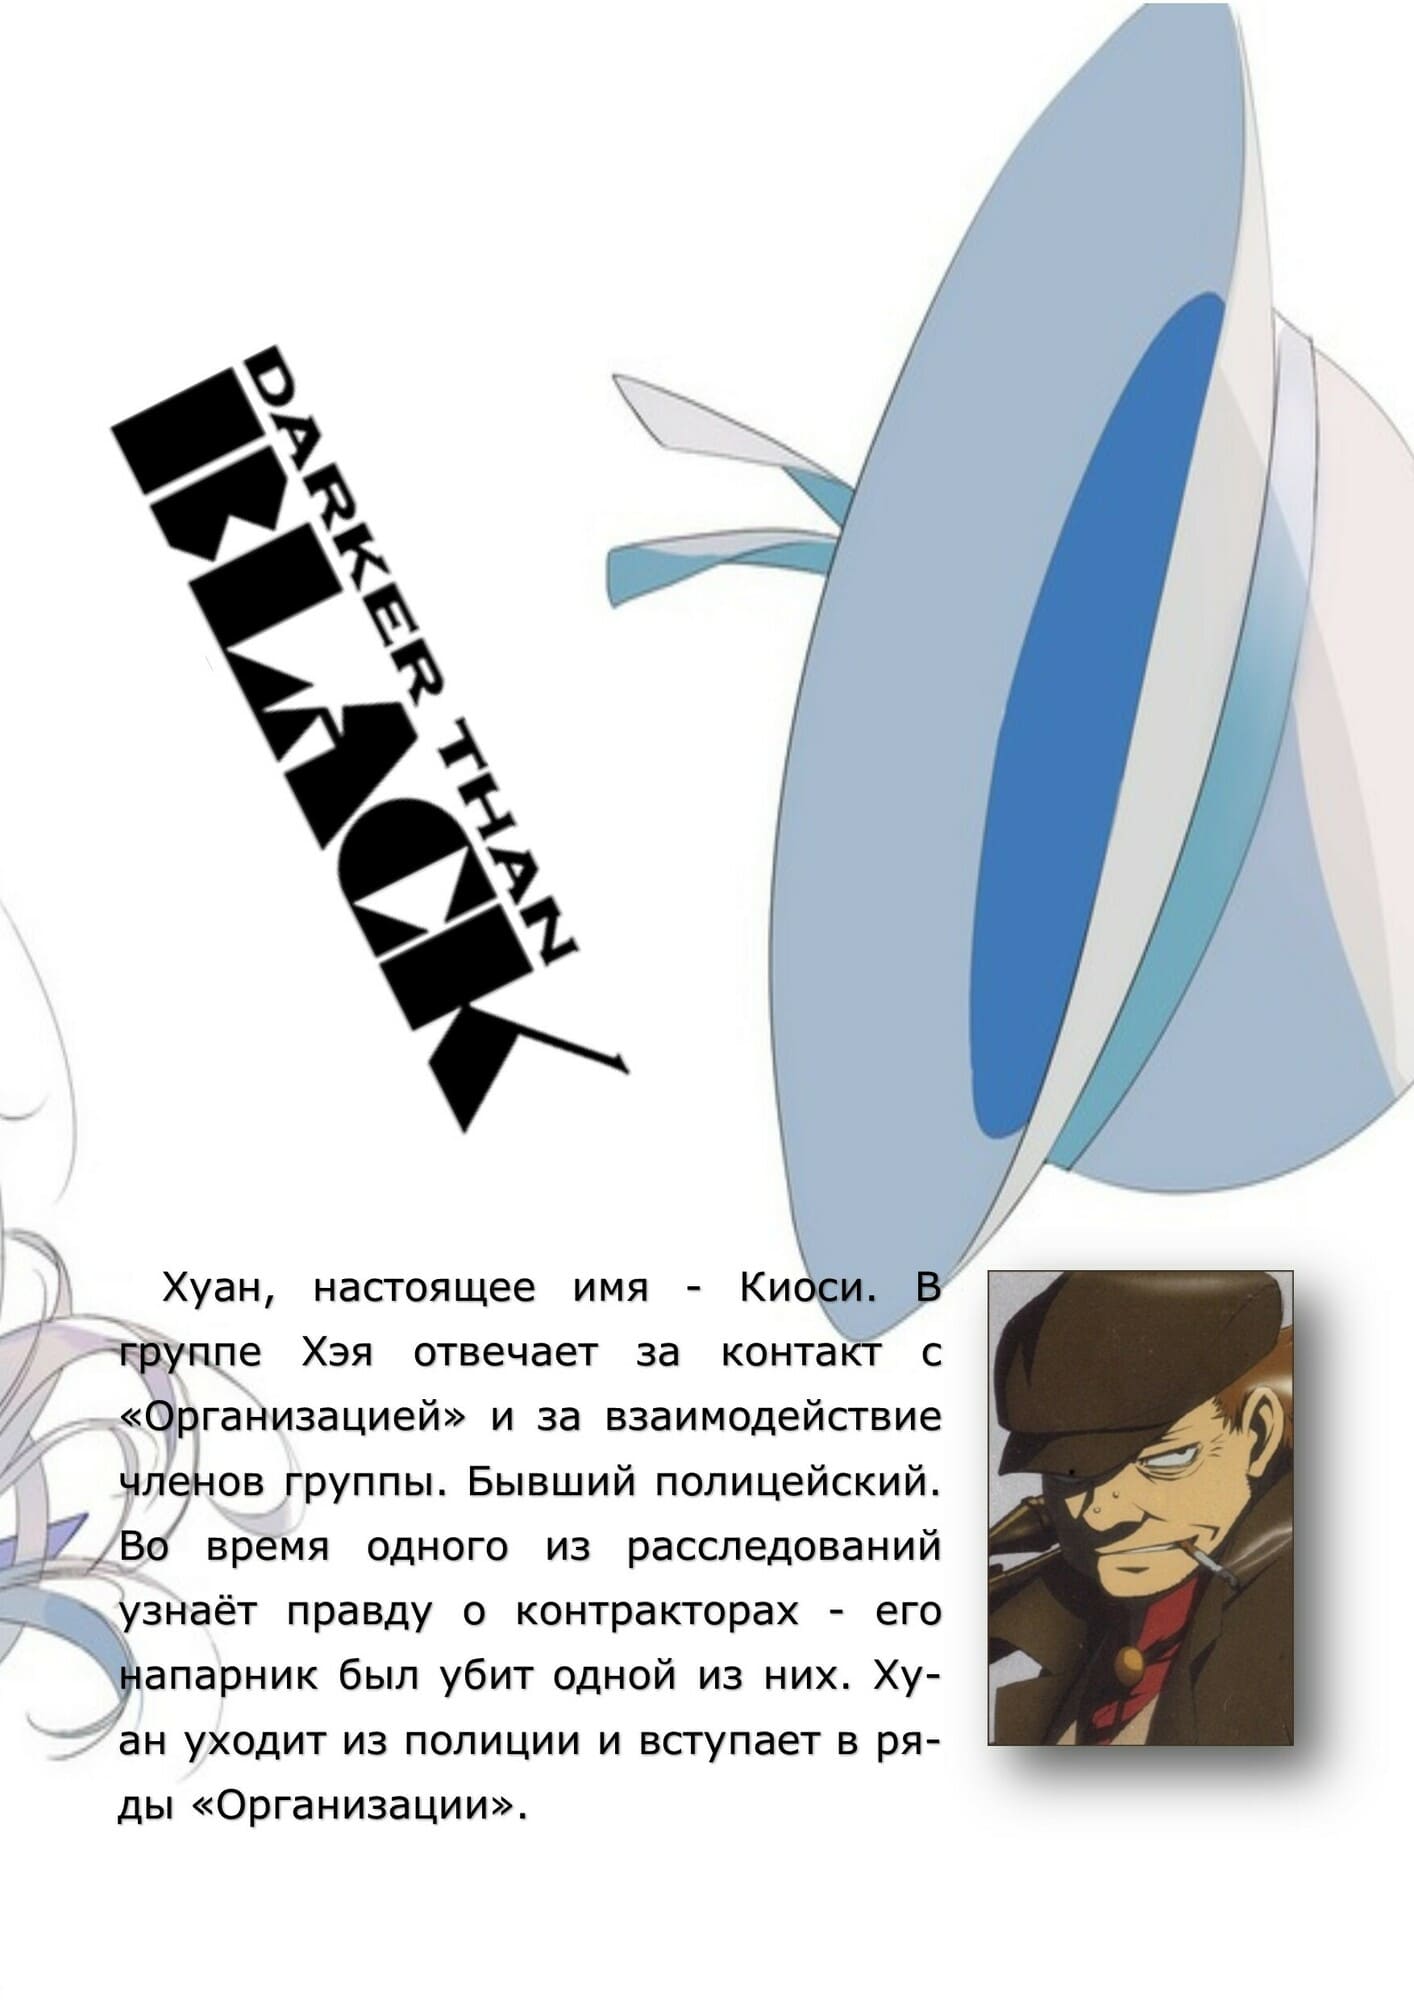 DARKER THAN
BLACK
Хуан, настоящее имя - Киоси. В
группе Хэя отвечает за контакт с
«Организацией» и за взаимодействие
членов группы. Бывший полицейский.
Во время одного из расследований
узнаёт правду о контракторах - его
напарник был убит одной из них. Ху-
ан уходит из полиции и вступает в ря-
ды «Организации».